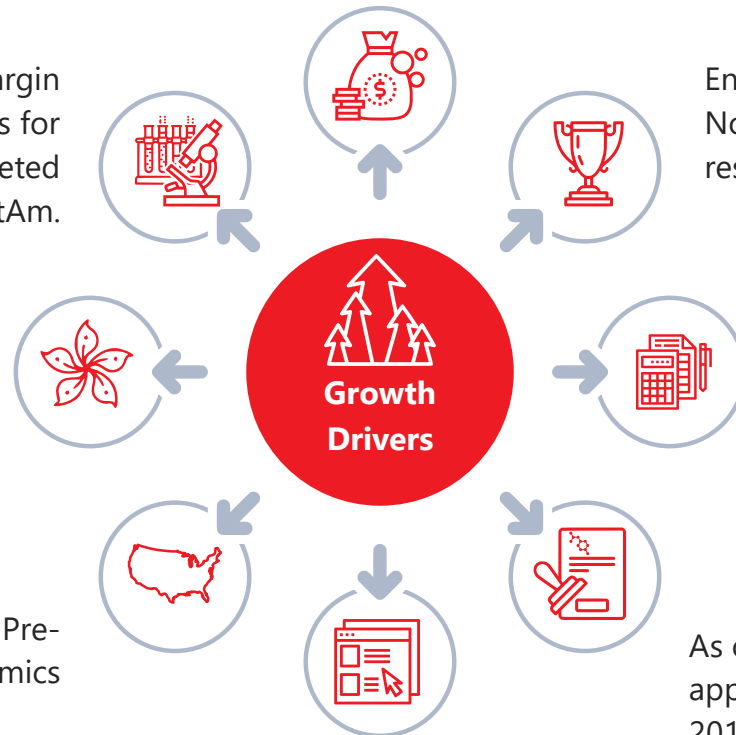 argin
s for
eted
tAm.
En
No
res
$
Growth
Drivers
Pre-
mics
As
app
201